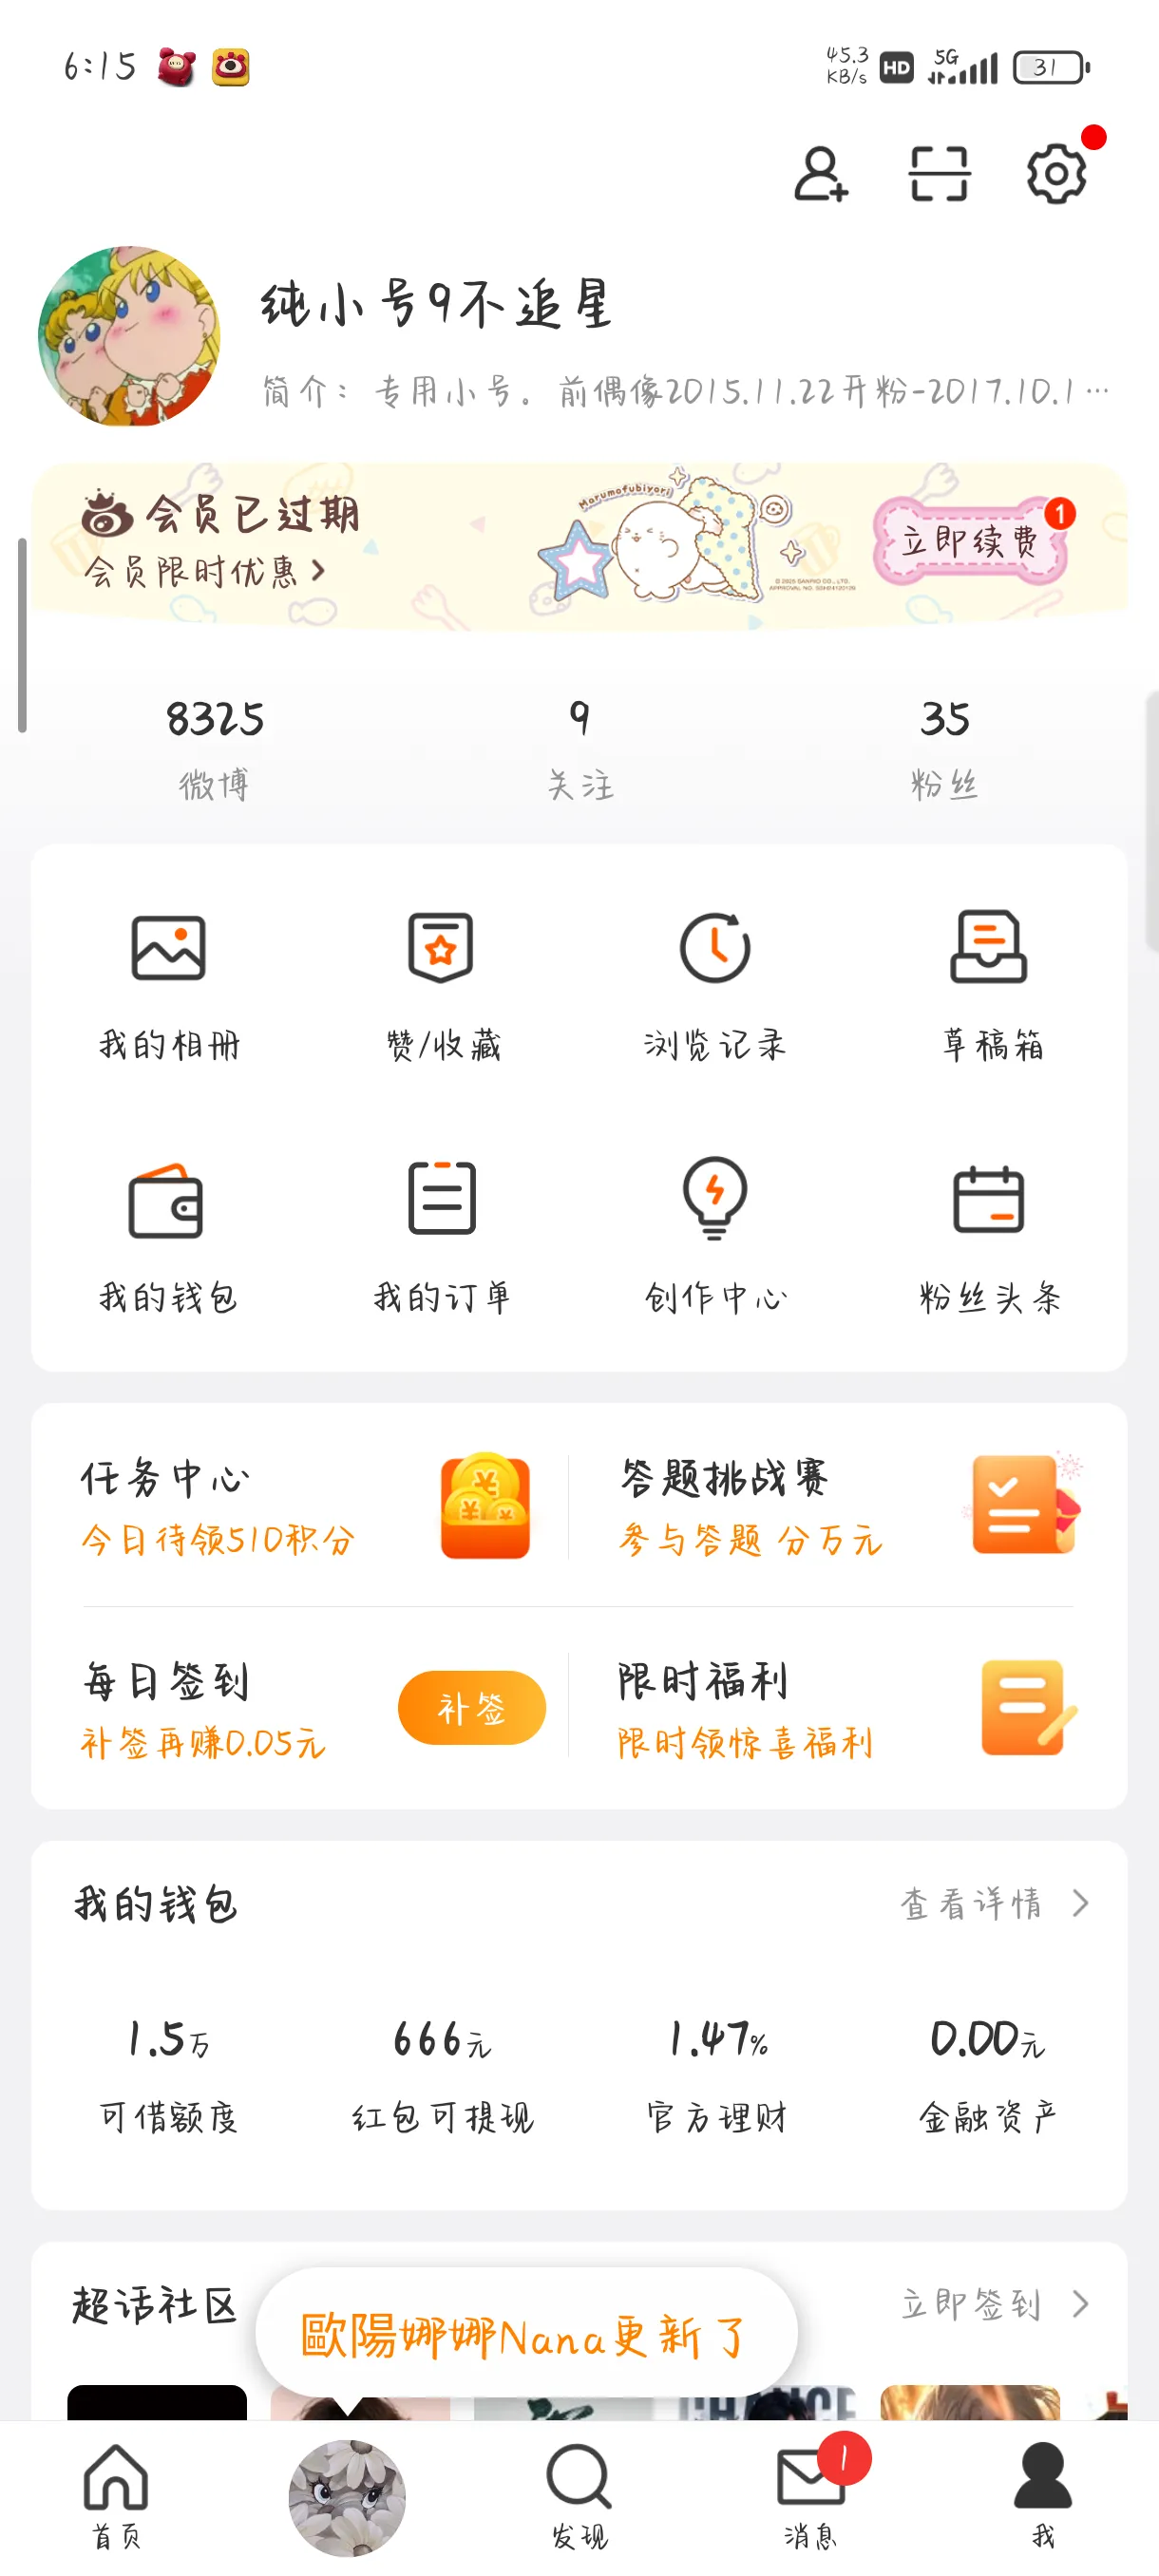 6:15
45.3
KB/s
HD
5G
31
纯小号9不追星
简介：专用小号。前偶像2015.11.22开粉-2017.10.1…
会员已过期
会员限时优惠
Marumofubiyori
立即续费
1
8325
9
35
微博
关注
粉丝
我的相册
赞/收藏
浏览记录
草稿箱
我的钱包
我的订单
创作中心
粉丝头条
任务中心
今日待领510积分
答题挑战赛
参与答题 分万元
每日签到
补签再赚0.05元
补签
限时福利
限时领惊喜福利
我的钱包
查看详情
1.5万
666元
1.47%
0.00元
可借额度
红包可提现
官方理财
金融资产
超话社区
立即签到
歐陽娜娜Nana更新了
1
首页
发现
消息
我